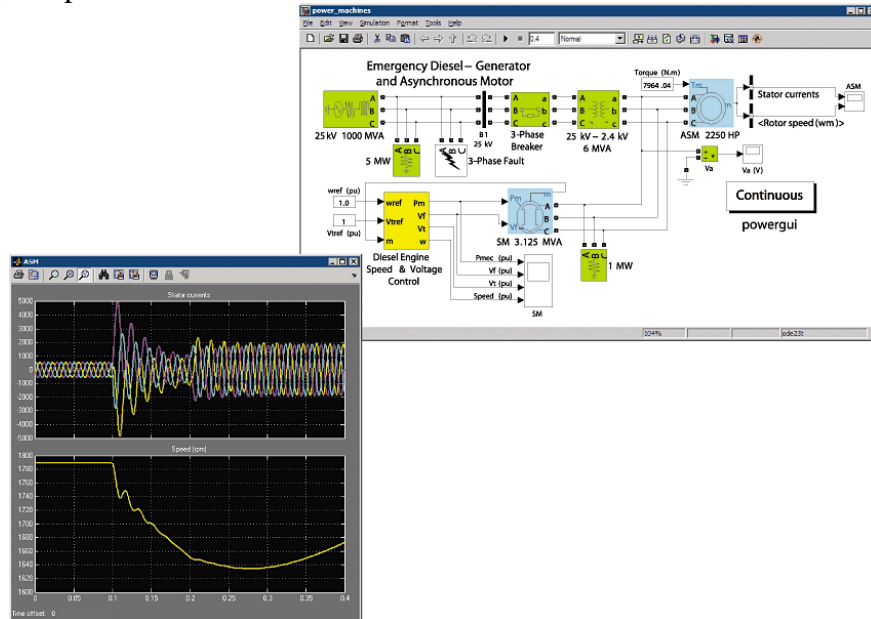 power_machines
File Edit View Simulation Format Tools Help
0.4 Normal
Emergency Diesel – Generator
and Asynchronous Motor
Torque (N.m)
7964 .04
Tm
m
A
B
C
ASM 2250 HP
Stator currents
<Rotor speed (wm )>
ASM
A
B
C
25 kV 1000 MVA
B1
25 kV
A a
B b
C c
3-Phase
Breaker
A a
B b
C c
25 kV – 2.4 kV
6 MVA
A B C
5 MW
A B C
3-Phase Fault
Va
Va (V)
Continuous
powergui
wref (pu)
1.0
1
Vtref (pu)
wref Pm
Vtref Vf
Vt
m w
Diesel Engine
Speed & Voltage
Control
Pm m
A
B
Vf C
SM 3.125 MVA
A B C
1 MW
Pmec (pu)
Vf (pu)
Vt (pu)
Speed (pu)
SM
104% ode23t
ASM
Stator currents
5000
4000
3000
2000
1000
0
-1000
-2000
-3000
-4000
-5000
Speed (rpm)
1800
1780
1760
1740
1720
1700
1680
1660
1640
1620
1600
0 0.05 0.1 0.15 0.2 0.25 0.3 0.35 0.4
Time offset: 0